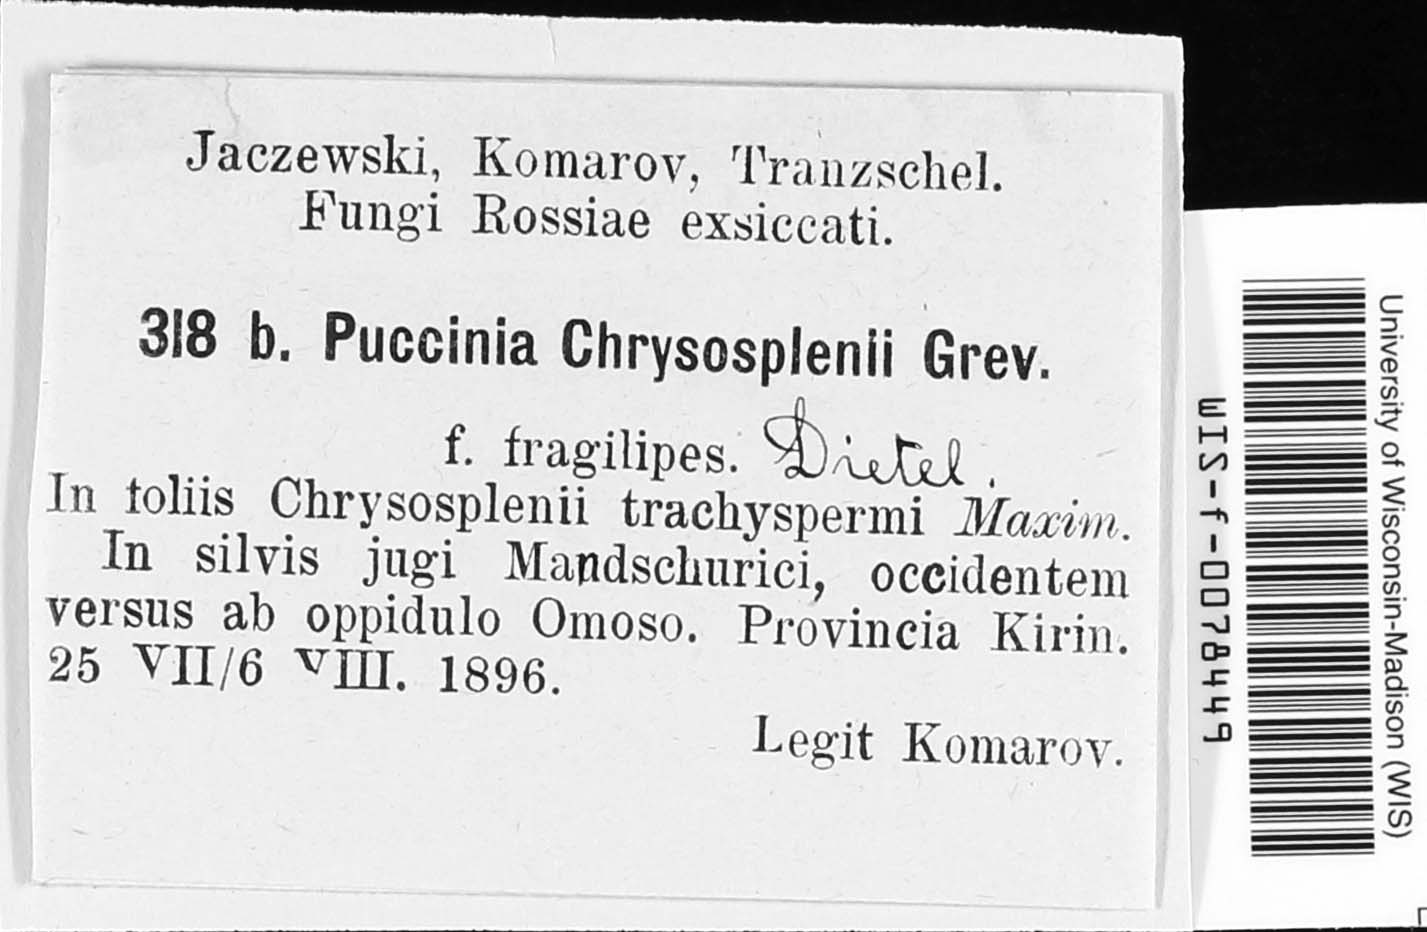 Jaczewski, Komarov, Tranzschel.
Fungi Rossiae exsiccati.
318 b. Puccinia Chrysosplenii Grev.
f. fragilipes. Dietel.
In foliis Chrysosplenii trachyspermi Maxim.
In silvis jugi Mandschurici, occidentem
versus ab oppidulo Omoso. Provincia Kirin.
25 VII/6 VIII. 1896.
Legit Komarov.
WIS-f-0078449
University of Wisconsin-Madison (WIS)